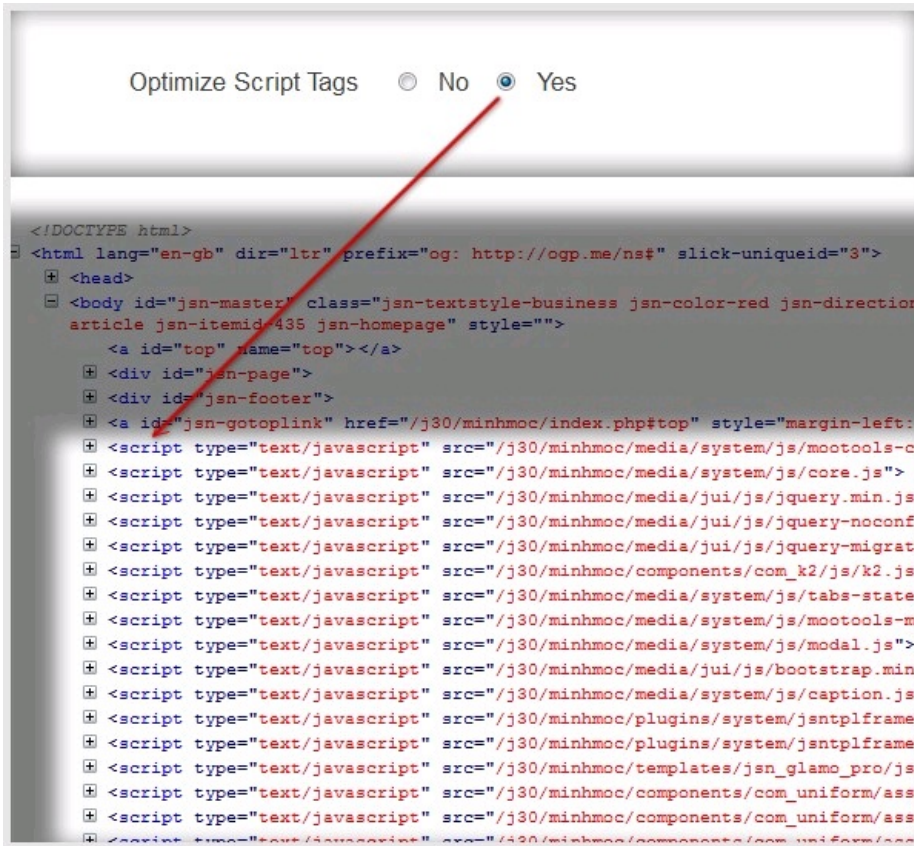 Optimize Script Tags No Yes
<!DOCTYPE html>
<html lang="en-gb" dir="ltr" prefix="og: http://ogp.me/ns#" slick-uniqueid="3">
<head>
<body id="jsn-master" class="jsn-textstyle-business jsn-color-red jsn-direction
article jsn-itemid-435 jsn-homepage" style="">
<a id="top" name="top"></a>
<div id="jsn-page">
<div id="jsn-footer">
<a id="jsn-gotoplink" href="/j30/minhmoc/index.php#top" style="margin-left:
<script type="text/javascript" src="/j30/minhmoc/media/system/js/mootools-c
<script type="text/javascript" src="/j30/minhmoc/media/system/js/core.js">
<script type="text/javascript" src="/j30/minhmoc/media/jui/js/jquery.min.js
<script type="text/javascript" src="/j30/minhmoc/media/jui/js/jquery-noconf
<script type="text/javascript" src="/j30/minhmoc/media/jui/js/jquery-migrat
<script type="text/javascript" src="/j30/minhmoc/components/com_k2/js/k2.js
<script type="text/javascript" src="/j30/minhmoc/media/system/js/tabs-state
<script type="text/javascript" src="/j30/minhmoc/media/system/js/mootools-m
<script type="text/javascript" src="/j30/minhmoc/media/system/js/modal.js">
<script type="text/javascript" src="/j30/minhmoc/media/jui/js/bootstrap.min
<script type="text/javascript" src="/j30/minhmoc/media/system/js/caption.js
<script type="text/javascript" src="/j30/minhmoc/plugins/system/jsntplframe
<script type="text/javascript" src="/j30/minhmoc/plugins/system/jsntplframe
<script type="text/javascript" src="/j30/minhmoc/templates/jsn_glamo_pro/js
<script type="text/javascript" src="/j30/minhmoc/components/com_uniform/ass
<script type="text/javascript" src="/j30/minhmoc/components/com_uniform/ass
<script type="text/javascript" src="/j30/minhmoc/components/com_uniform/ass